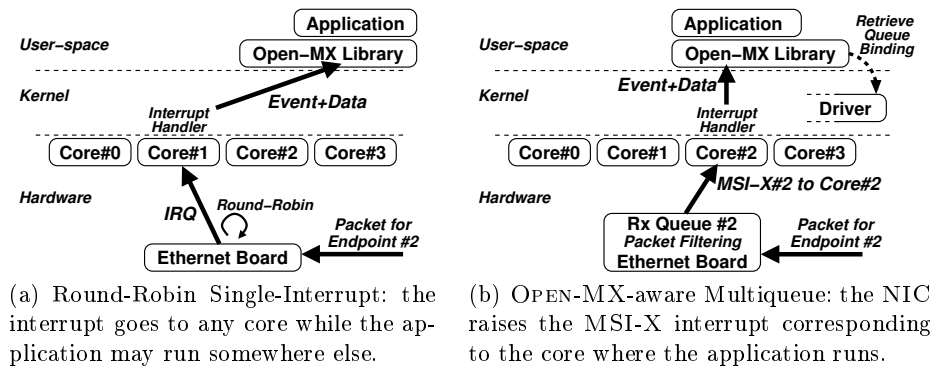 Application
User-space
Open-MX Library
Kernel
Event+Data
Interrupt
Handler
Core#0 Core#1 Core#2 Core#3
Hardware
IRQ
Round-Robin
Packet for
Endpoint #2
Ethernet Board
(a) Round-Robin Single-Interrupt: the
interrupt goes to any core while the ap-
plication may run somewhere else.
Application
Retrieve
Queue
Binding
User-space
Open-MX Library
Kernel
Event+Data
Driver
Interrupt
Handler
Core#0 Core#1 Core#2 Core#3
Hardware
MSI-X#2 to Core#2
Rx Queue #2
Packet Filtering
Ethernet Board
Packet for
Endpoint #2
(b) OPEN-MX-aware Multiqueue: the NIC
raises the MSI-X interrupt corresponding
to the core where the application runs.